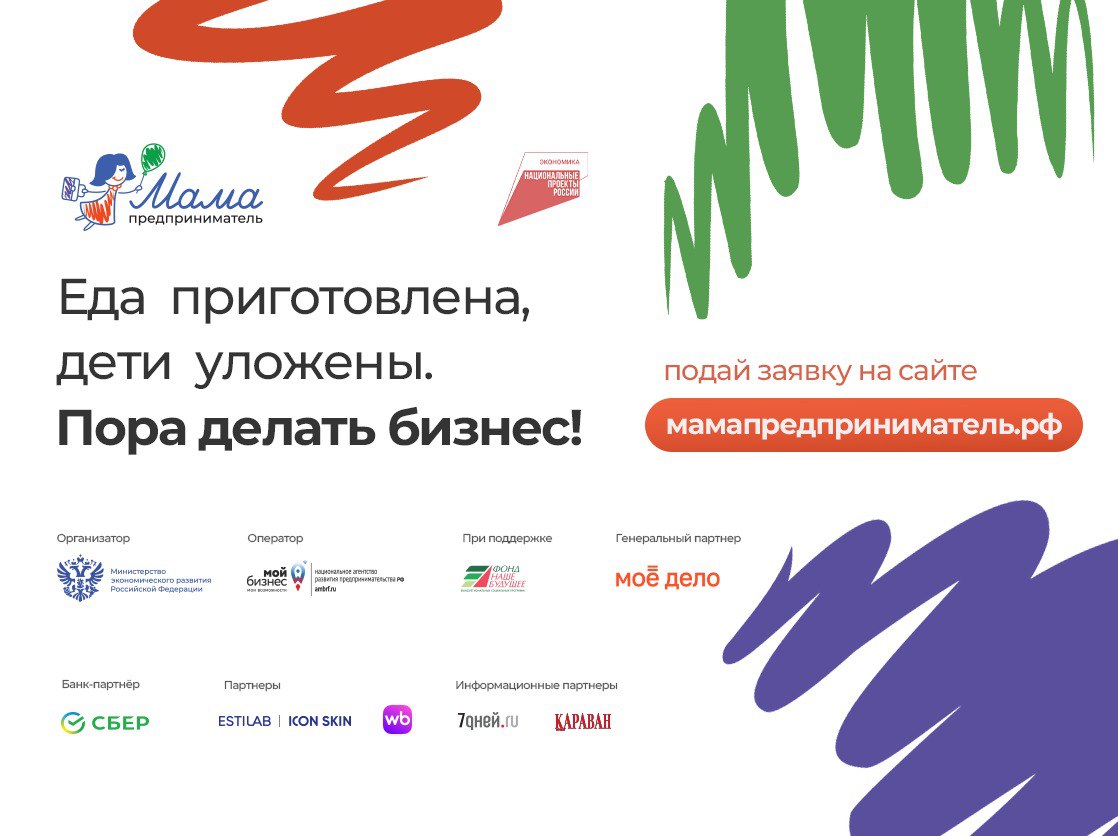 Мама
предприниматель
ЭКОНОМИКА
НАЦИОНАЛЬНЫЕ
ПРОЕКТЫ
РОССИИ
Еда приготовлена,
дети уложены.
Пора делать бизнес!
подай заявку на сайте
мамапредприниматель.рф
Организатор
Министерство
экономического развития
Российской Федерации
Оператор
мой
бизнес
мои возможности
национальное агентство
развития предпринимательства РФ
ambrf.ru
При поддержке
ФОНД
НАШЕ
БУДУЩЕЕ
Генеральный партнер
моё дело
Банк-партнёр
СБЕР
Партнеры
ESTILAB | ICON SKIN
wb
Информационные партнеры
7дней.ru
КАРАВАН